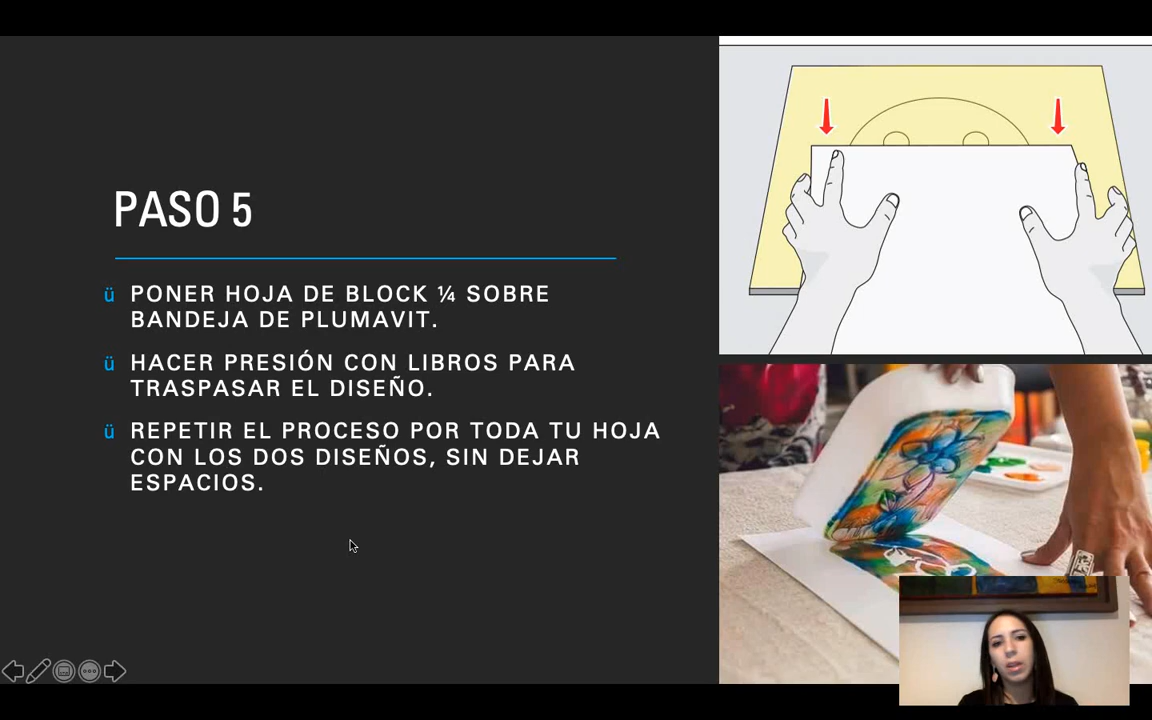 PASO 5
ü PONER HOJA DE BLOCK ¼ SOBRE
BANDEJA DE PLUMAVIT.
ü HACER PRESIÓN CON LIBROS PARA
TRASPASAR EL DISEÑO.
ü REPETIR EL PROCESO POR TODA TU HOJA
CON LOS DOS DISEÑOS, SIN DEJAR
ESPACIOS.